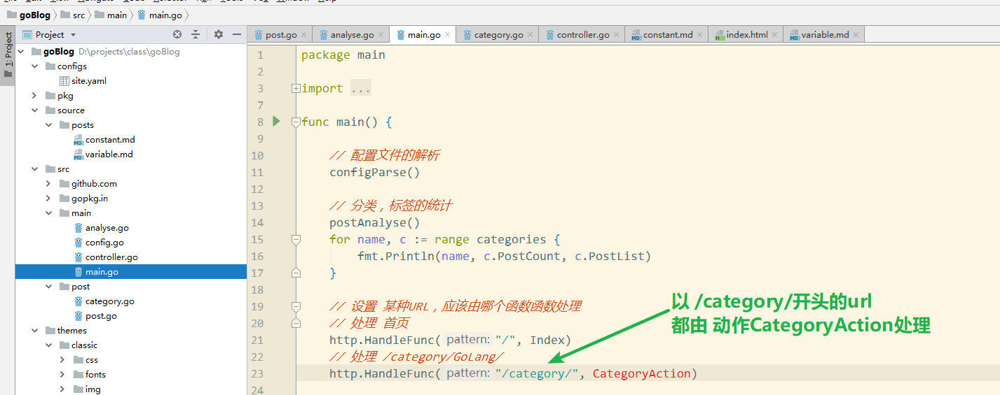 goBlog src main main.go
Project
post.go analyse.go main.go category.go controller.go constant.md index.html variable.md
1: Project
goBlog D:\projects\class\goBlog
configs
site.yaml
pkg
source
posts
constant.md
variable.md
src
github.com
gopkg.in
main
analyse.go
config.go
controller.go
main.go
post
category.go
post.go
themes
classic
css
fonts
img
1 package main
2
3 import ...
7
8 func main() {
9
10 // 配置文件的解析
11 configParse()
12
13 // 分类，标签的统计
14 postAnalyse()
15 for name, c := range categories {
16 fmt.Println(name, c.PostCount, c.PostList)
17 }
18
19 // 设置 某种URL，应该由哪个函数函数处理
20 // 处理 首页
21 http.HandleFunc( pattern: "/", Index)
22 // 处理 /category/GoLang/
23 http.HandleFunc( pattern: "/category/", CategoryAction)
24
以 /category/开头的url
都由 动作CategoryAction处理